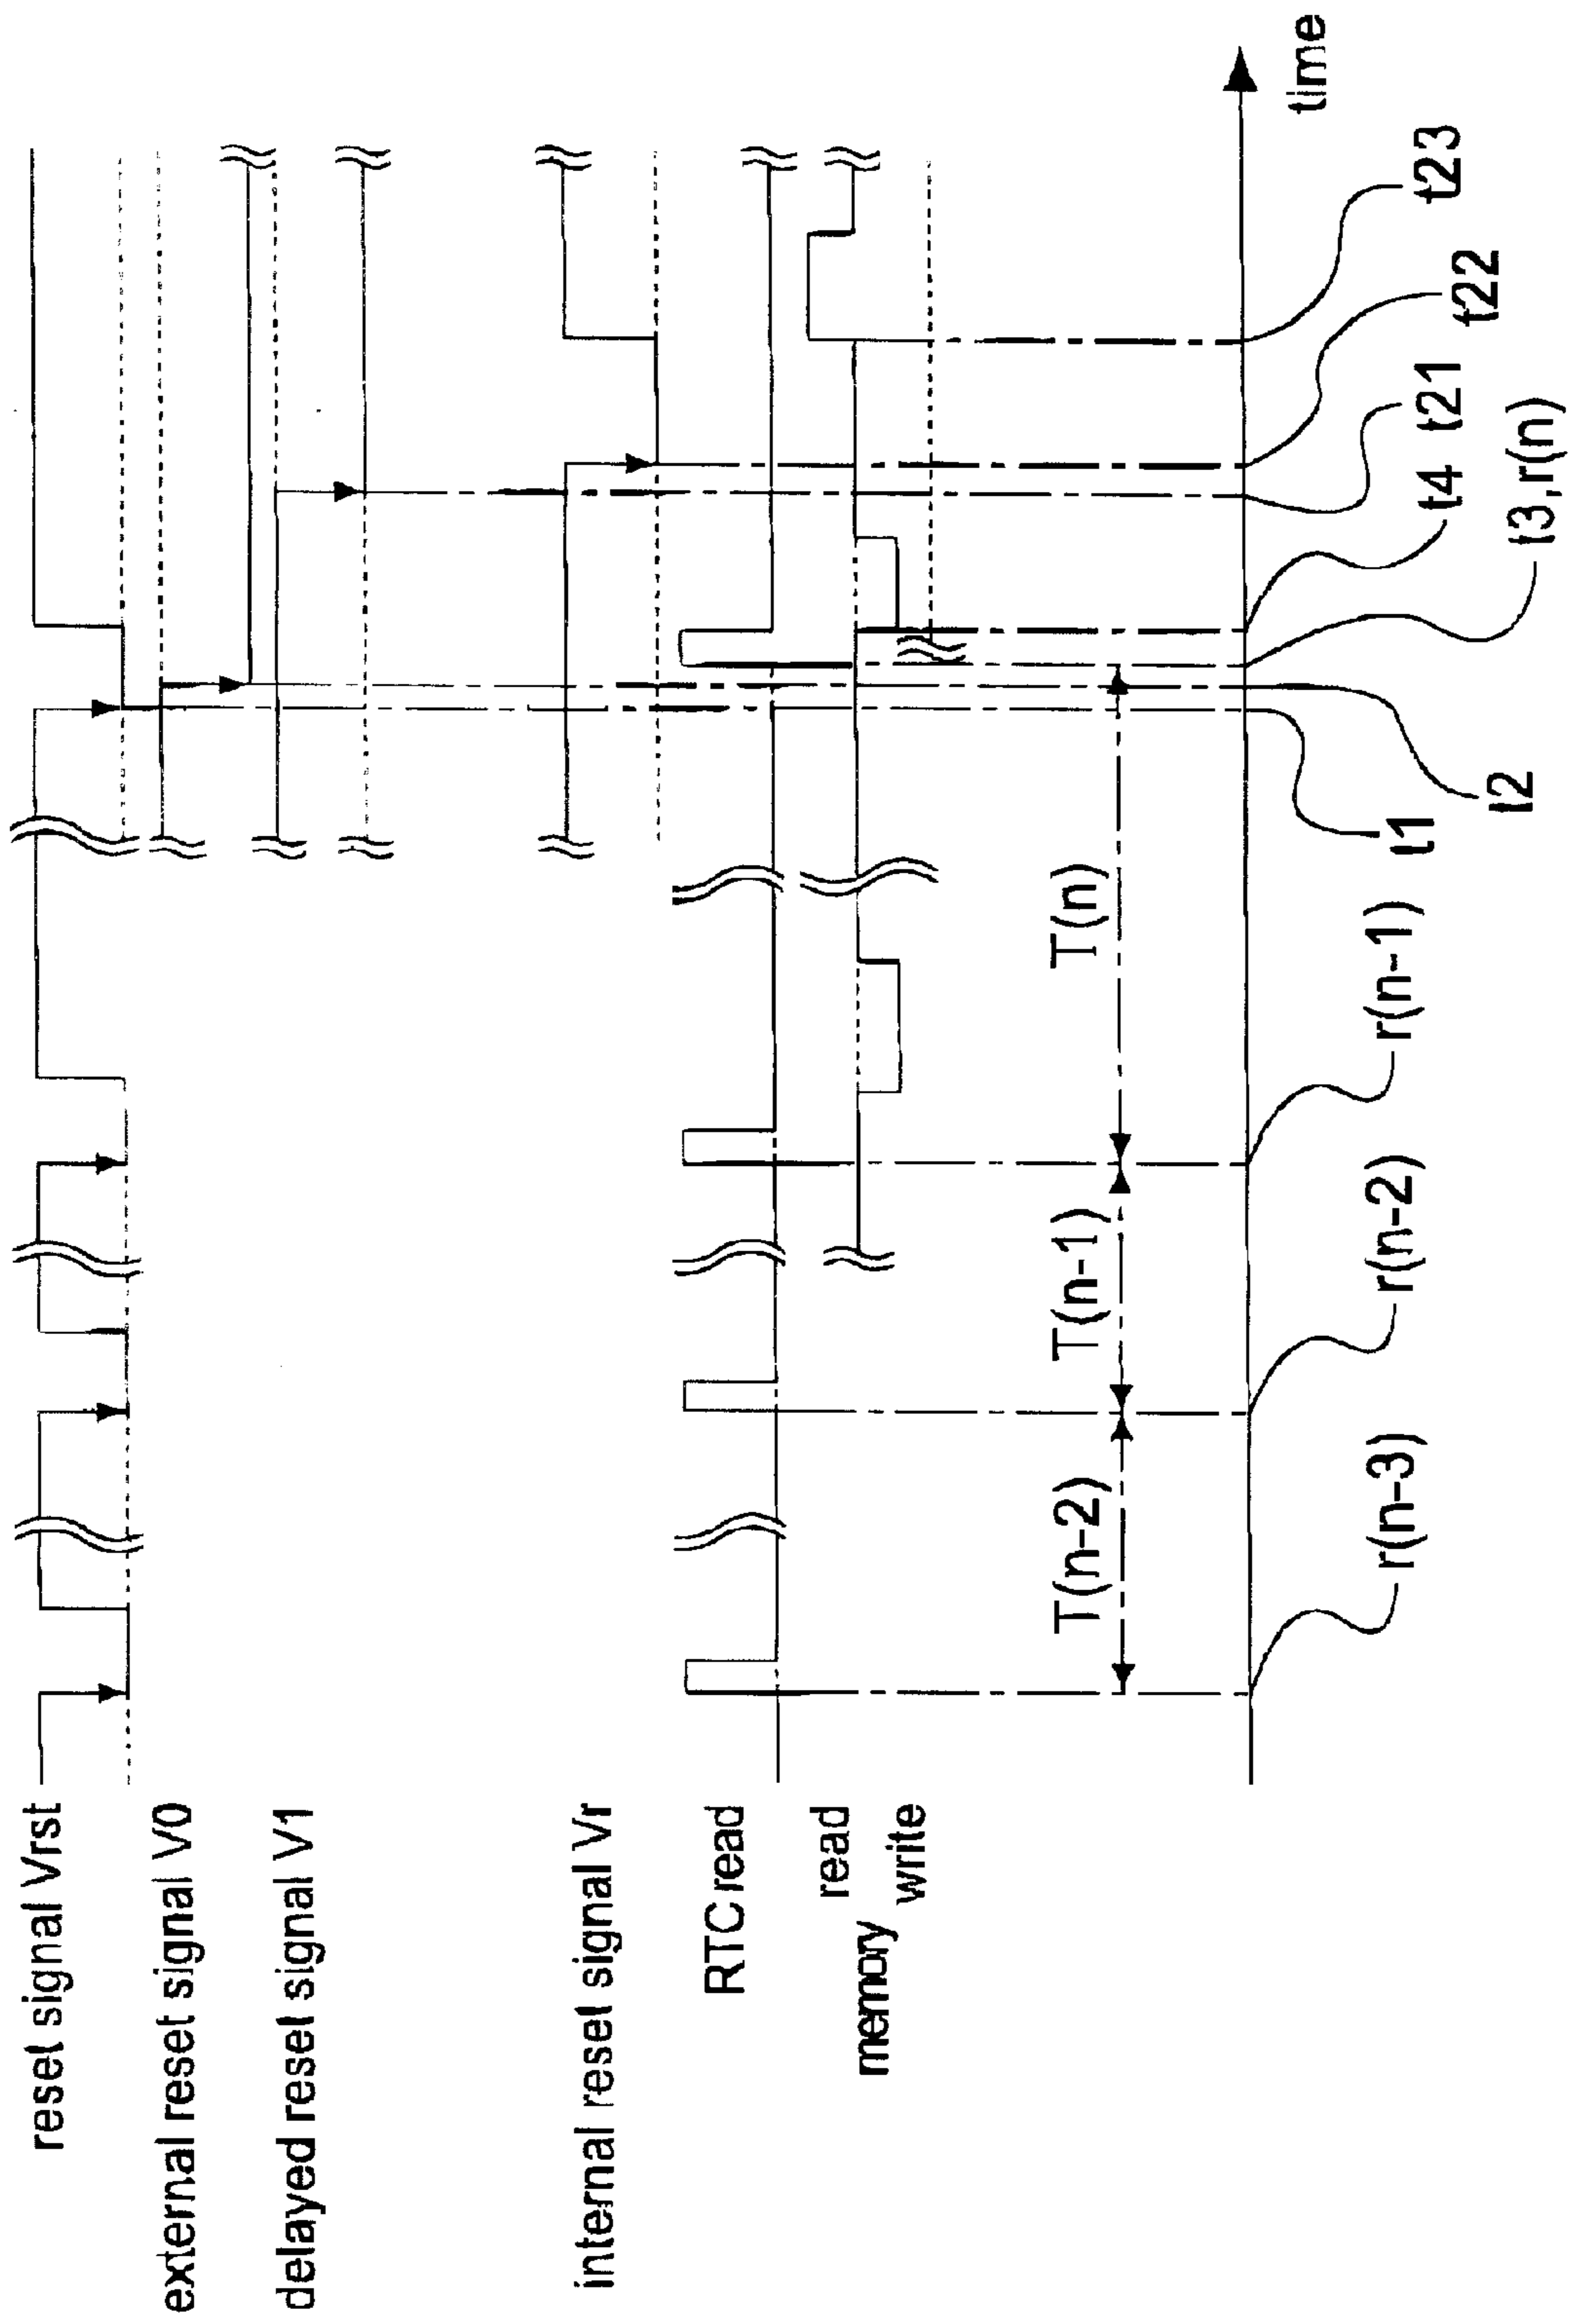 reset signal Vrst
external reset signal V0
delayed reset signal V1
internal reset signal Vr
RTC read
read
memory
write
T(n-2)
T(n-1)
T(n)
time
r(n-3)
r(n-2)
r(n-1)
t1
t2
t3,r(n)
t4
t21
t22
t23